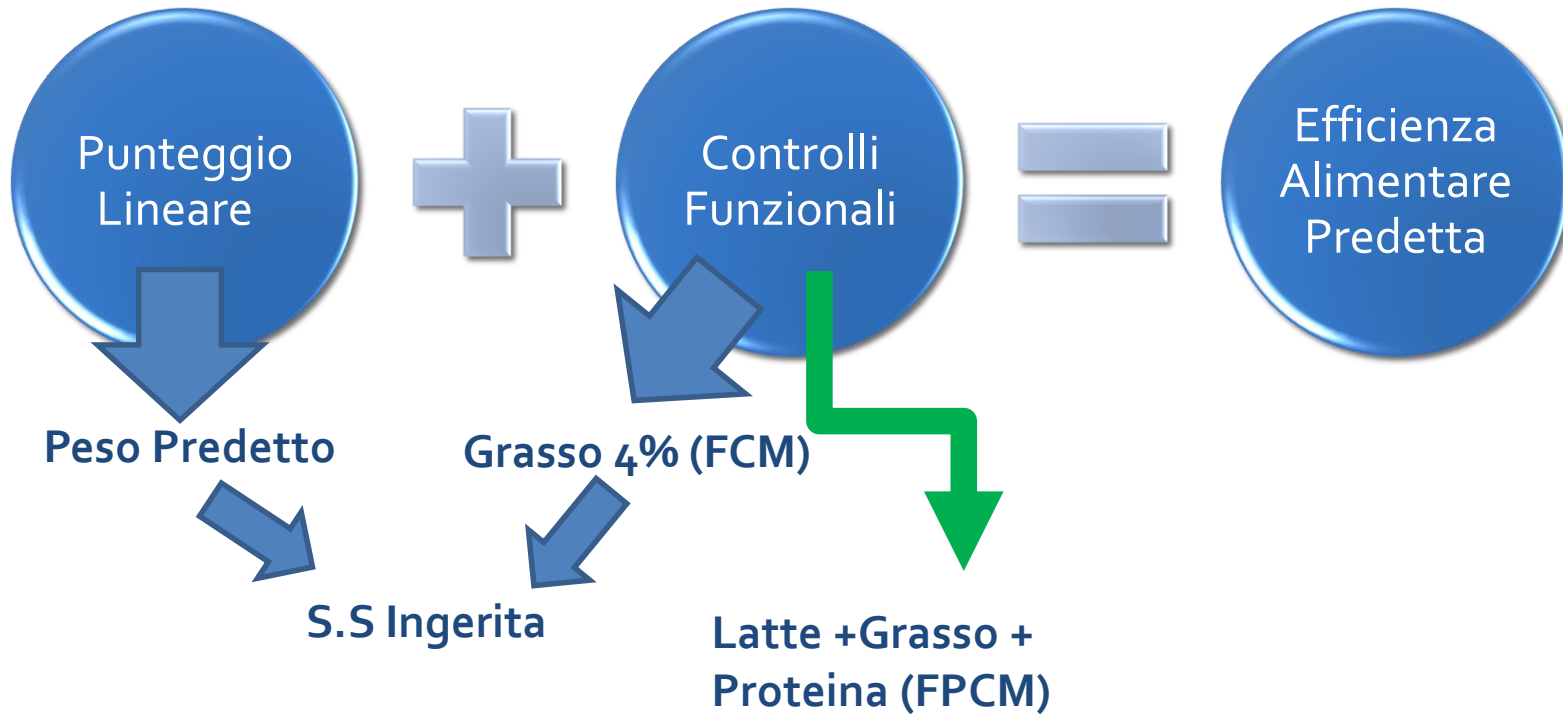 Punteggio
Lineare
Controlli
Funzionali
Efficienza
Alimentare
Predetta
Peso Predetto
Grasso 4% (FCM)
S.S Ingerita
Latte +Grasso +
Proteina (FPCM)